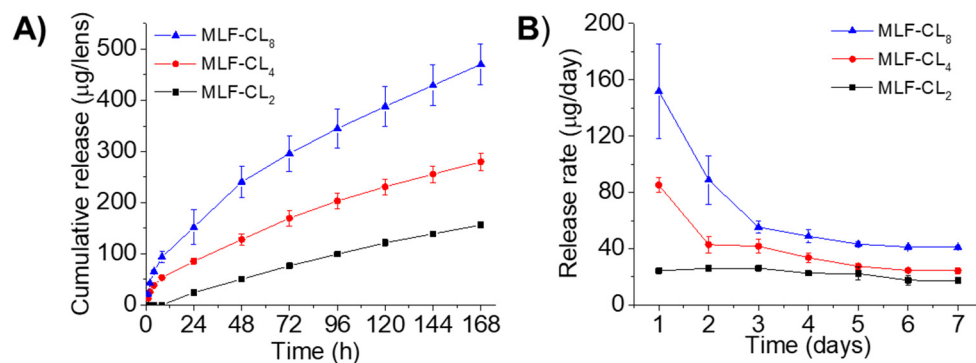 A)
Cumulative release (μg/lens)
500
400
300
200
100
0
MLF-CL₈
MLF-CL₄
MLF-CL₂
0 24 48 72 96 120 144 168
Time (h)
B)
Release rate (μg/day)
200
160
120
80
40
0
MLF-CL₈
MLF-CL₄
MLF-CL₂
1 2 3 4 5 6 7
Time (days)